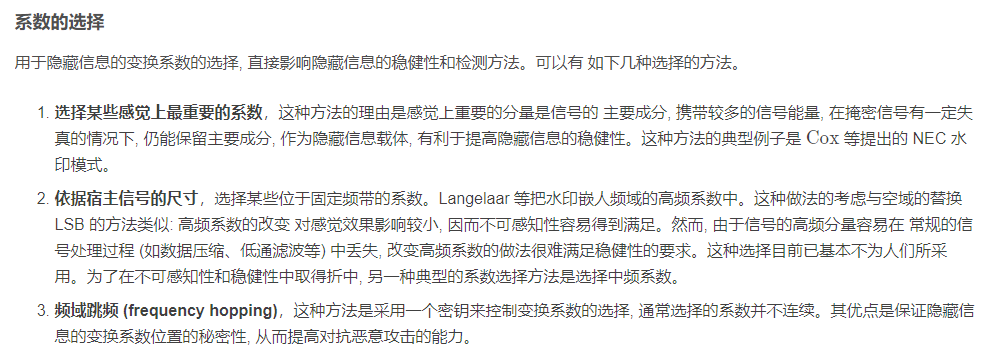 系数的选择
用于隐藏信息的变换系数的选择, 直接影响隐藏信息的稳健性和检测方法。可以有 如下几种选择的方法。
1. 选择某些感觉上最重要的系数，这种方法的理由是感觉上重要的分量是信号的 主要成分, 携带较多的信号能量, 在掩密信号有一定失
真的情况下, 仍能保留主要成分, 作为隐藏信息载体, 有利于提高隐藏信息的稳健性。这种方法的典型例子是 Cox 等提出的 NEC 水
印模式。
2. 依据宿主信号的尺寸，选择某些位于固定频带的系数。Langelaar 等把水印嵌人频域的高频系数中。这种做法的考虑与空域的替换
LSB 的方法类似: 高频系数的改变 对感觉效果影响较小, 因而不可感知性容易得到满足。然而, 由于信号的高频分量容易在 常规的信
号处理过程 (如数据压缩、低通滤波等) 中丢失, 改变高频系数的做法很难满足稳健性的要求。这种选择目前已基本不为人们所采
用。为了在不可感知性和稳健性中取得折中, 另一种典型的系数选择方法是选择中频系数。
3. 频域跳频 (frequency hopping)，这种方法是采用一个密钥来控制变换系数的选择, 通常选择的系数并不连续。其优点是保证隐藏信
息的变换系数位置的秘密性, 从而提高对抗恶意攻击的能力。